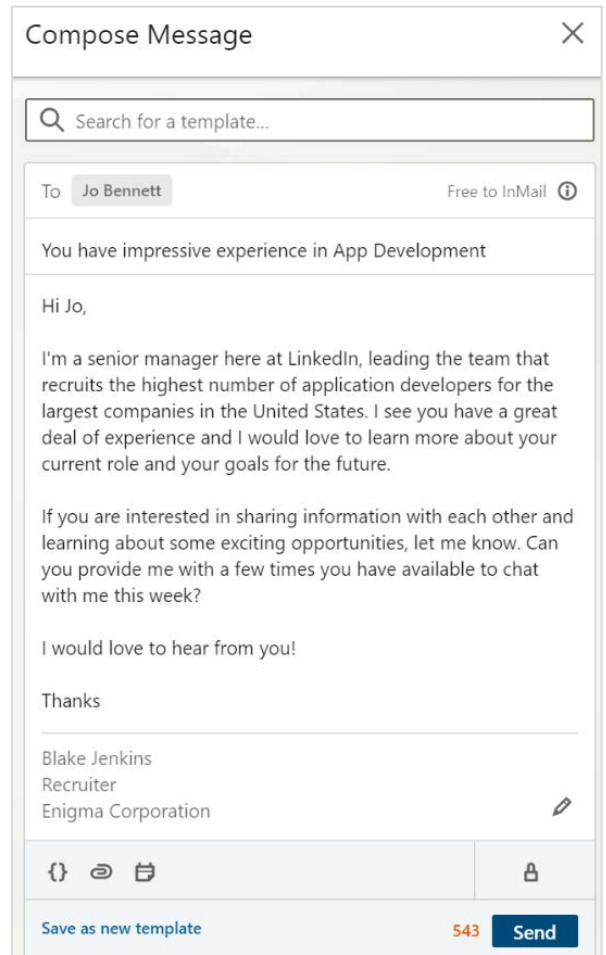 Compose Message
Search for a template...
To Jo Bennett Free to InMail
You have impressive experience in App Development
Hi Jo,
I'm a senior manager here at LinkedIn, leading the team that
recruits the highest number of application developers for the
largest companies in the United States. I see you have a great
deal of experience and I would love to learn more about your
current role and your goals for the future.
If you are interested in sharing information with each other and
learning about some exciting opportunities, let me know. Can
you provide me with a few times you have available to chat
with me this week?
I would love to hear from you!
Thanks
Blake Jenkins
Recruiter
Enigma Corporation
{}
Save as new template 543 Send